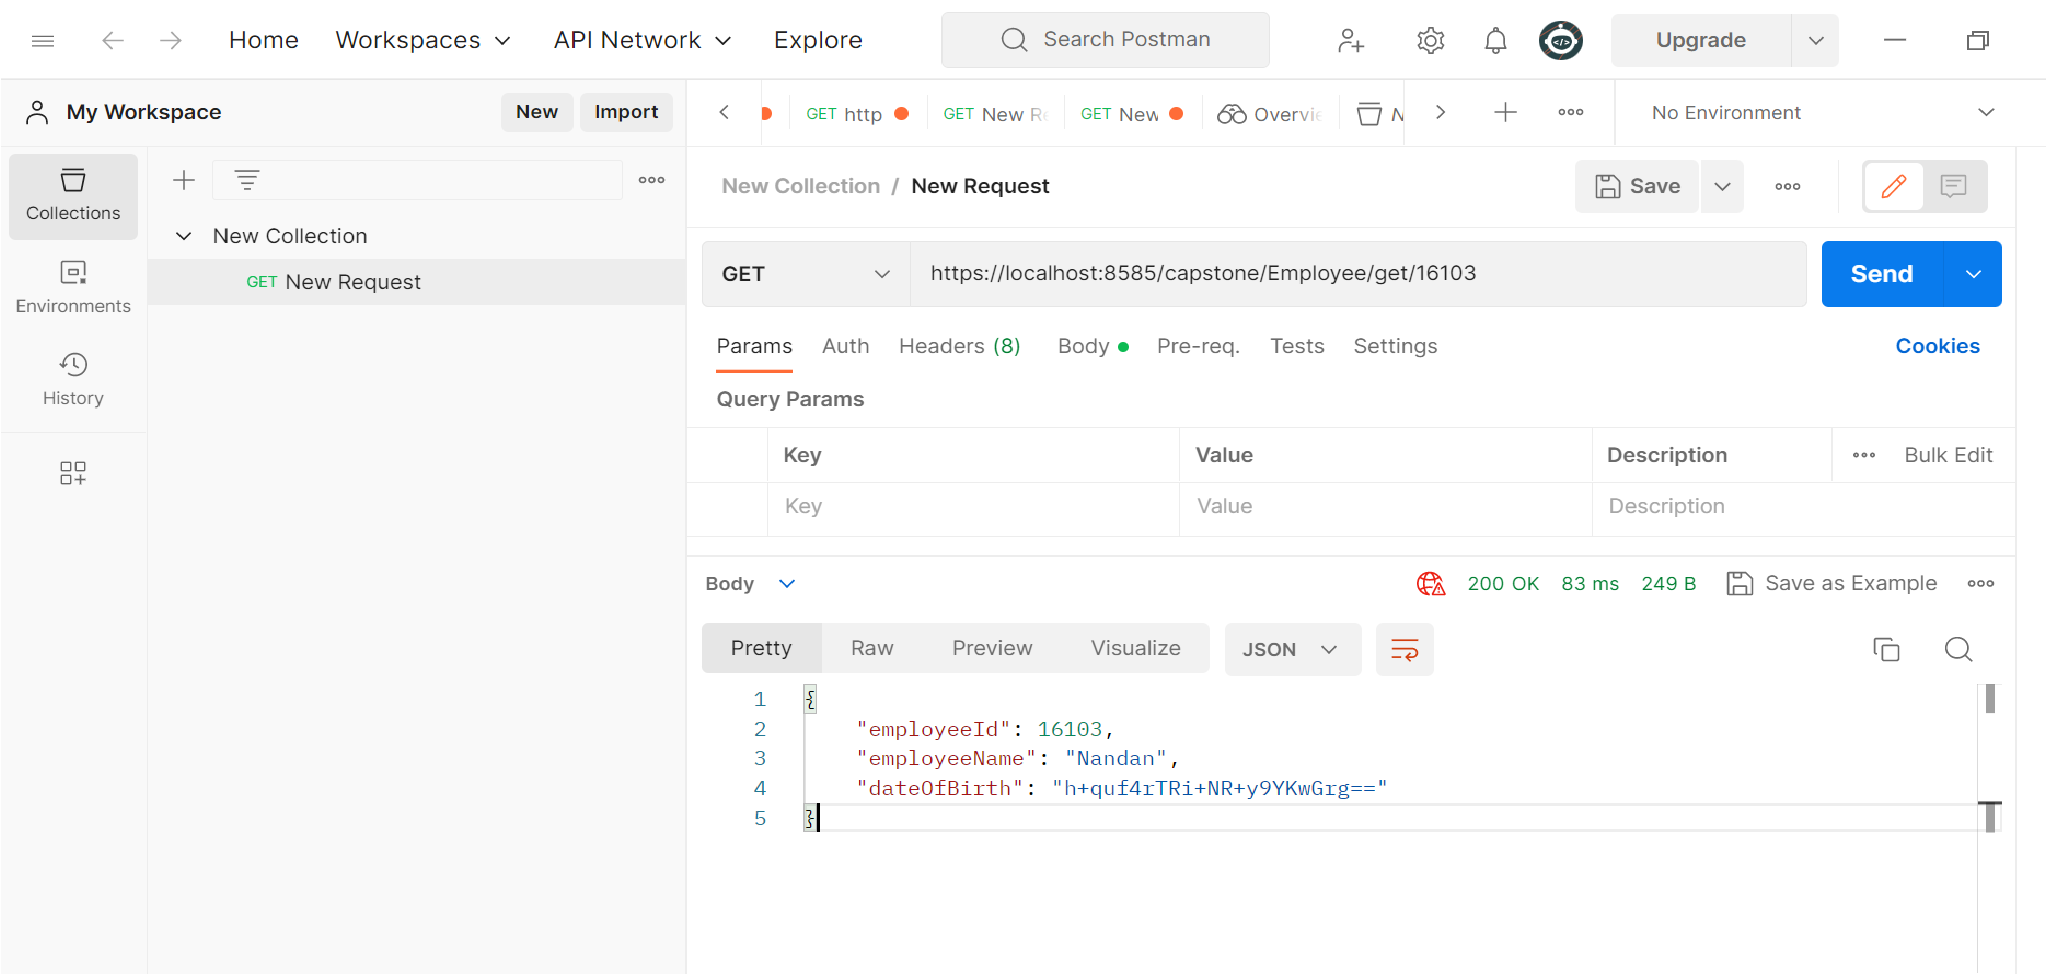 Home Workspaces API Network Explore Search Postman Upgrade
My Workspace New Import
GET http GET New Re GET New Overvie N No Environment
Collections
Environments
History
New Collection
GET New Request
New Collection / New Request Save
GET https://localhost:8585/capstone/Employee/get/16103 Send
Params Auth Headers (8) Body Pre-req. Tests Settings Cookies
Query Params
Key Value Description Bulk Edit
Key Value Description
Body 200 OK 83 ms 249 B Save as Example
Pretty Raw Preview Visualize JSON
1 {
2 "employeeId": 16103,
3 "employeeName": "Nandan",
4 "dateOfBirth": "h+quf4rTRi+NR+y9YKwGrg=="
5 }